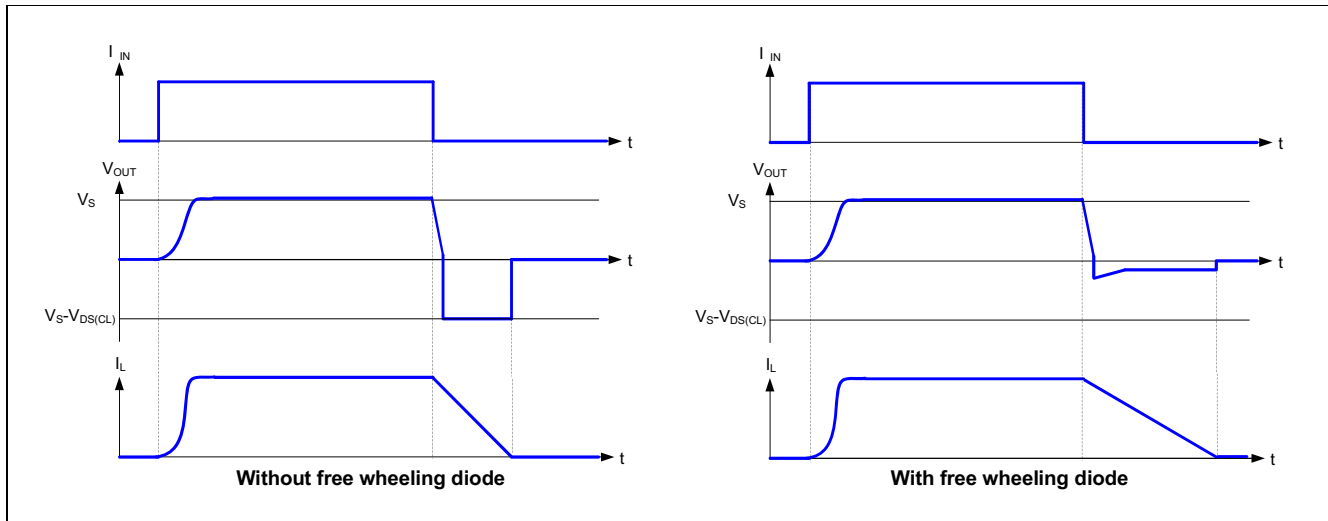 I IN
t
VOUT
VS
t
VS-VDS(CL)
IL
t
Without free wheeling diode
I IN
t
VOUT
VS
t
VS-VDS(CL)
IL
t
With free wheeling diode